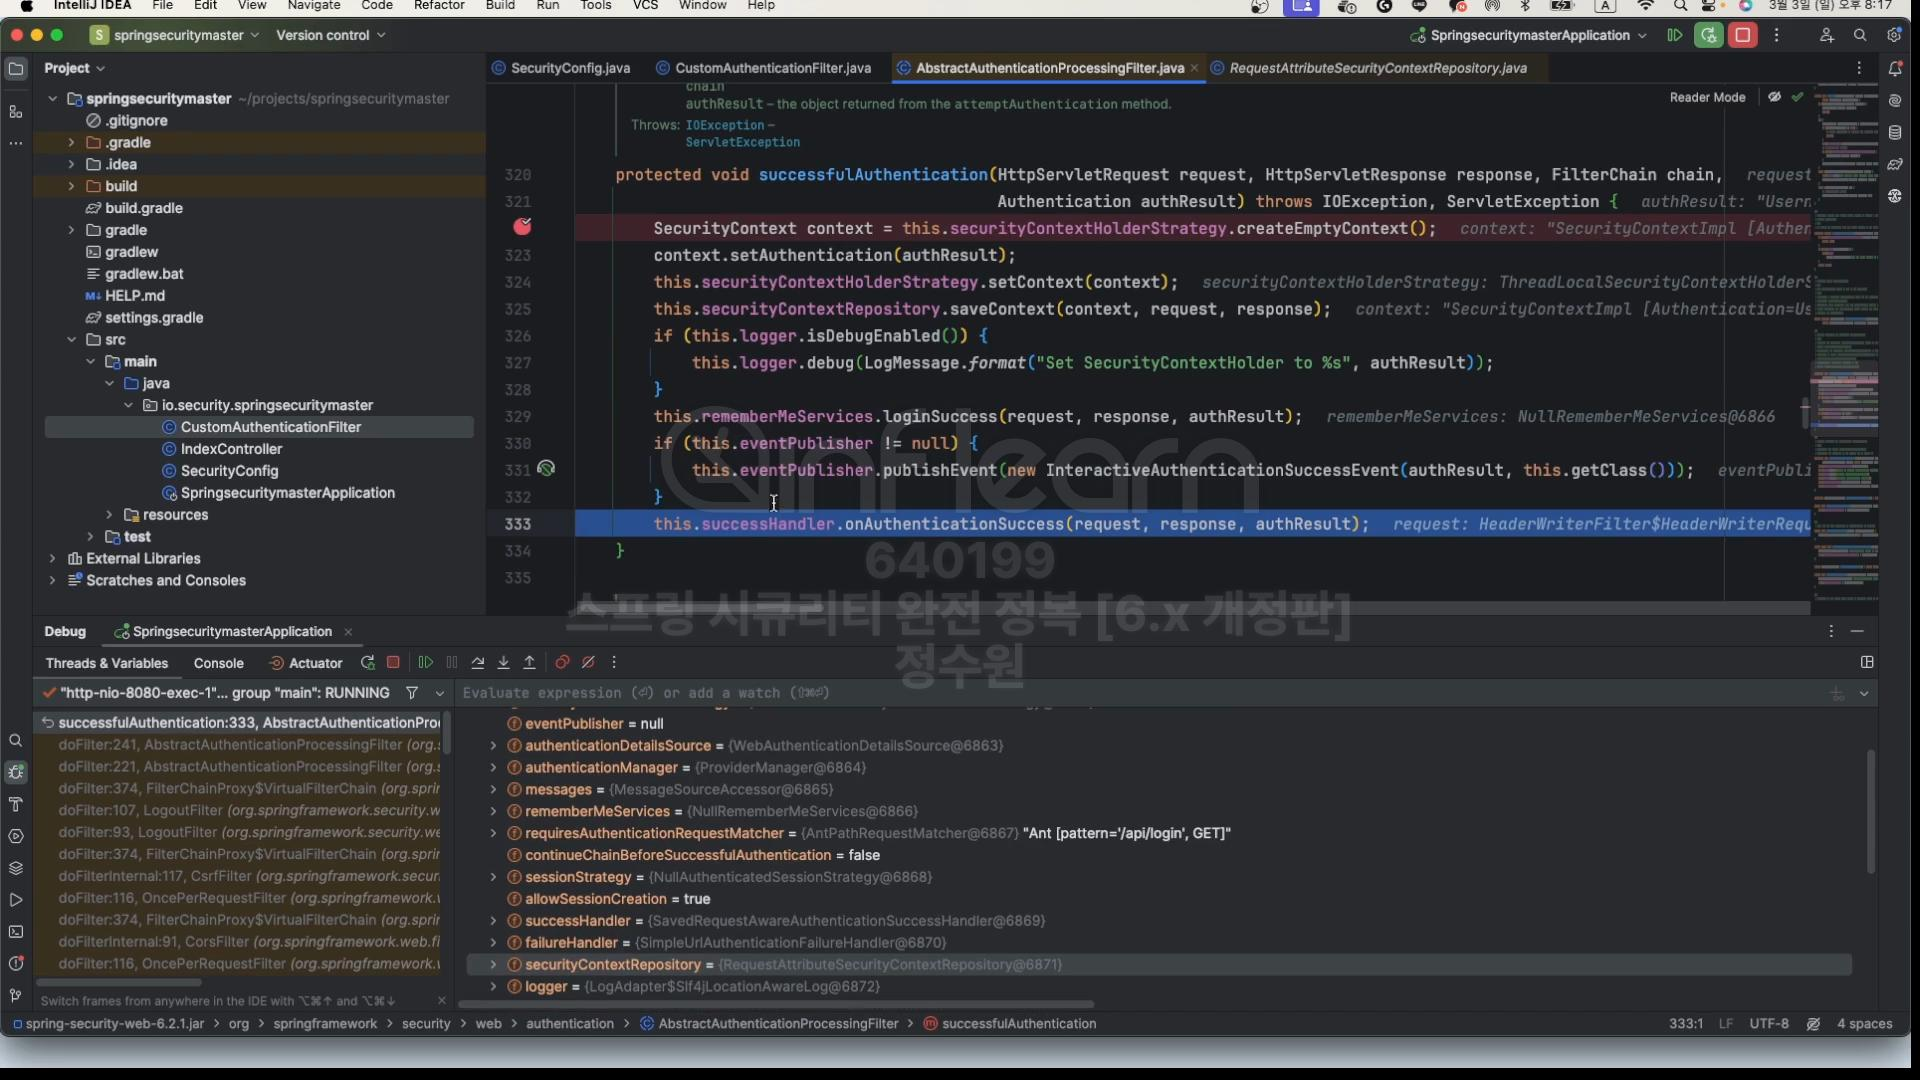 IntelliJ IDEA File Edit View Navigate Code Refactor Build Run Tools VCS Window Help
A 3월 3일 (일) 오후 8:17
S springsecuritymaster Version control SpringsecuritymasterApplication
Project
SecurityConfig.java CustomAuthenticationFilter.java AbstractAuthenticationProcessingFilter.java RequestAttributeSecurityContextRepository.java
springsecuritymaster ~/projects/springsecuritymaster
.gitignore
.gradle
.idea
build
build.gradle
gradle
gradlew
gradlew.bat
HELP.md
settings.gradle
src
main
java
io.security.springsecuritymaster
CustomAuthenticationFilter
IndexController
SecurityConfig
SpringsecuritymasterApplication
resources
test
External Libraries
Scratches and Consoles
Reader Mode
chain
authResult – the object returned from the attemptAuthentication method.
Throws: IOException –
ServletException
320 protected void successfulAuthentication(HttpServletRequest request, HttpServletResponse response, FilterChain chain, request
321 Authentication authResult) throws IOException, ServletException { authResult: "Usern
SecurityContext context = this.securityContextHolderStrategy.createEmptyContext(); context: "SecurityContextImpl [Authen
323 context.setAuthentication(authResult);
324 this.securityContextHolderStrategy.setContext(context); securityContextHolderStrategy: ThreadLocalSecurityContextHolderS
325 this.securityContextRepository.saveContext(context, request, response); context: "SecurityContextImpl [Authentication=Us
326 if (this.logger.isDebugEnabled()) {
327 this.logger.debug(LogMessage.format("Set SecurityContextHolder to %s", authResult));
328 }
329 this.rememberMeServices.loginSuccess(request, response, authResult); rememberMeServices: NullRememberMeServices@6866
330 if (this.eventPublisher != null) {
331 this.eventPublisher.publishEvent(new InteractiveAuthenticationSuccessEvent(authResult, this.getClass())); eventPubli
332 }
333 this.successHandler.onAuthenticationSuccess(request, response, authResult); request: HeaderWriterFilter$HeaderWriterRequ
334 }
335
inflearn
640199
스프링 시큐리티 완전 정복 [6.x 개정판]
정수원
Debug SpringsecuritymasterApplication
Threads & Variables Console Actuator
"http-nio-8080-exec-1"... group "main": RUNNING
Evaluate expression (⏎) or add a watch (⇧⌘⏎)
successfulAuthentication:333, AbstractAuthenticationPro
doFilter:241, AbstractAuthenticationProcessingFilter (org.s
doFilter:221, AbstractAuthenticationProcessingFilter (org.s
doFilter:374, FilterChainProxy$VirtualFilterChain (org.sprin
doFilter:107, LogoutFilter (org.springframework.security.w
doFilter:93, LogoutFilter (org.springframework.security.we
doFilter:374, FilterChainProxy$VirtualFilterChain (org.sprin
doFilterInternal:117, CsrfFilter (org.springframework.secur
doFilter:116, OncePerRequestFilter (org.springframework.w
doFilter:374, FilterChainProxy$VirtualFilterChain (org.sprin
doFilterInternal:91, CorsFilter (org.springframework.web.fi
doFilter:116, OncePerRequestFilter (org.springframework.w
Switch frames from anywhere in the IDE with ⌥⌘↑ and ⌥⌘↓
eventPublisher = null
authenticationDetailsSource = {WebAuthenticationDetailsSource@6863}
authenticationManager = {ProviderManager@6864}
messages = {MessageSourceAccessor@6865}
rememberMeServices = {NullRememberMeServices@6866}
requiresAuthenticationRequestMatcher = {AntPathRequestMatcher@6867} "Ant [pattern='/api/login', GET]"
continueChainBeforeSuccessfulAuthentication = false
sessionStrategy = {NullAuthenticatedSessionStrategy@6868}
allowSessionCreation = true
successHandler = {SavedRequestAwareAuthenticationSuccessHandler@6869}
failureHandler = {SimpleUrlAuthenticationFailureHandler@6870}
securityContextRepository = {RequestAttributeSecurityContextRepository@6871}
logger = {LogAdapter$Slf4jLocationAwareLog@6872}
spring-security-web-6.2.1.jar > org > springframework > security > web > authentication > AbstractAuthenticationProcessingFilter > successfulAuthentication
333:1 LF UTF-8 4 spaces